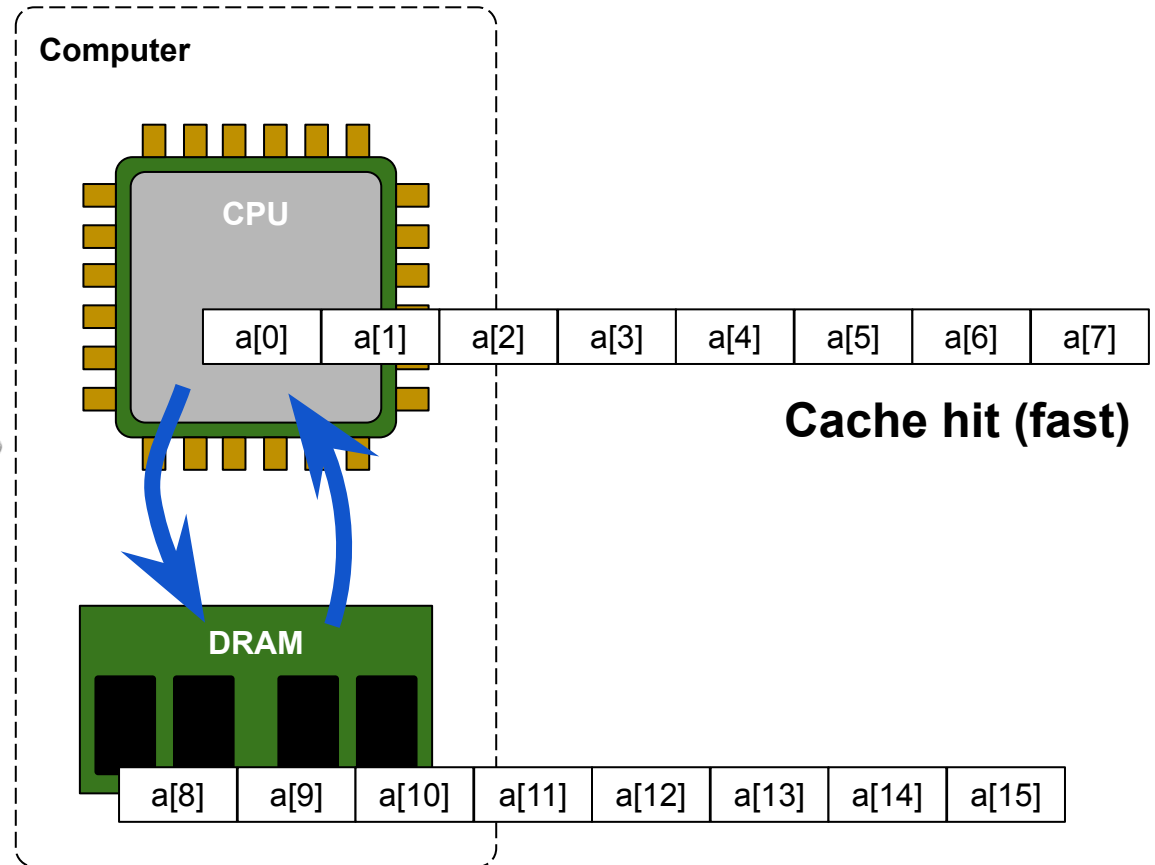 Computer
CPU
a[0] a[1] a[2] a[3] a[4] a[5] a[6] a[7]
Cache hit (fast)
DRAM
a[8] a[9] a[10] a[11] a[12] a[13] a[14] a[15]